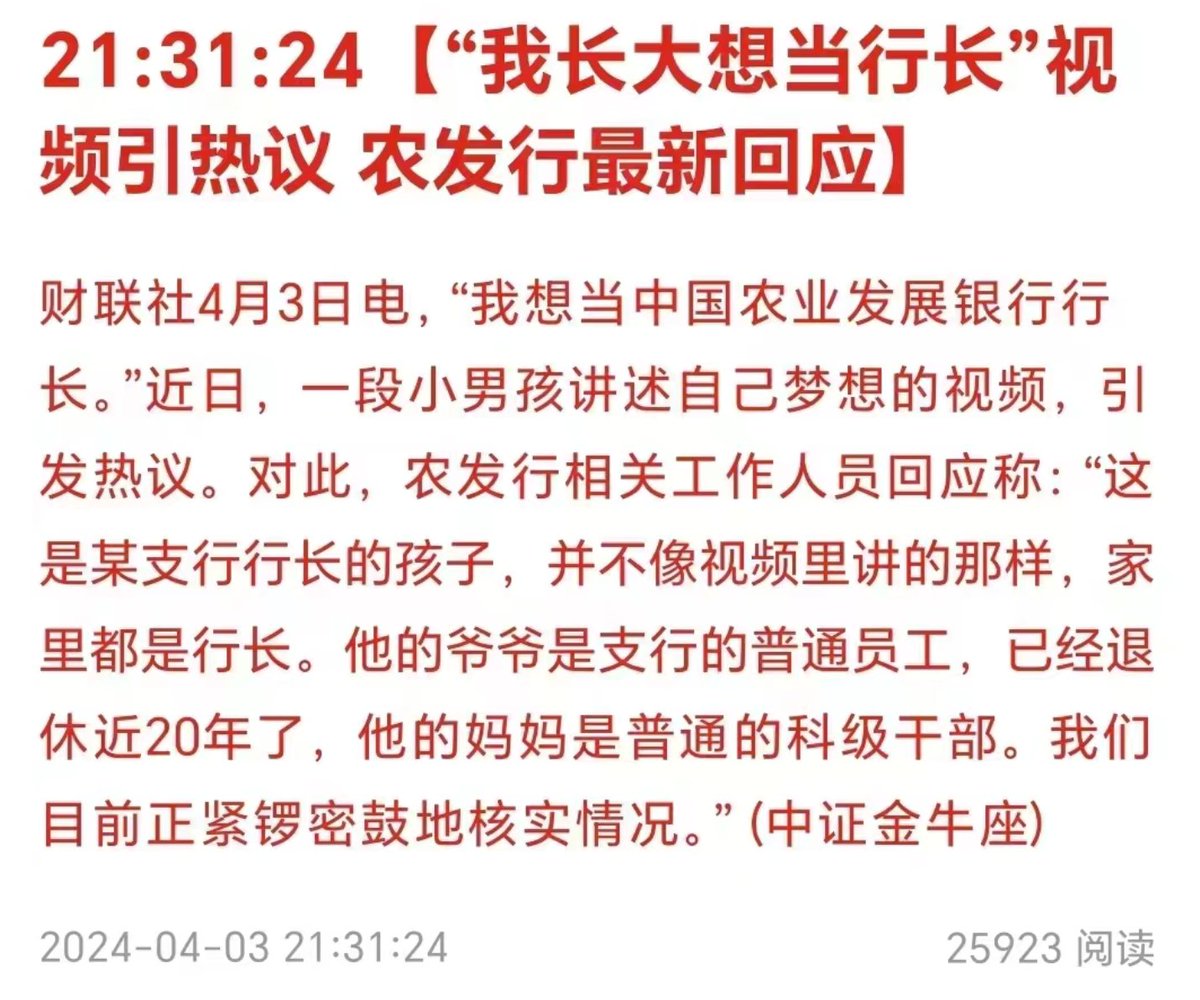 21:31:24【“我长大想当行长”视
频引热议 农发行最新回应】
财联社4月3日电，“我想当中国农业发展银行行
长。”近日，一段小男孩讲述自己梦想的视频，引
发热议。对此，农发行相关工作人员回应称：“这
是某支行行长的孩子，并不像视频里讲的那样，家
里都是行长。他的爷爷是支行的普通员工，已经退
休近20年了，他的妈妈是普通的科级干部。我们
目前正紧锣密鼓地核实情况。”(中证金牛座)
2024-04-03 21:31:24
25923 阅读